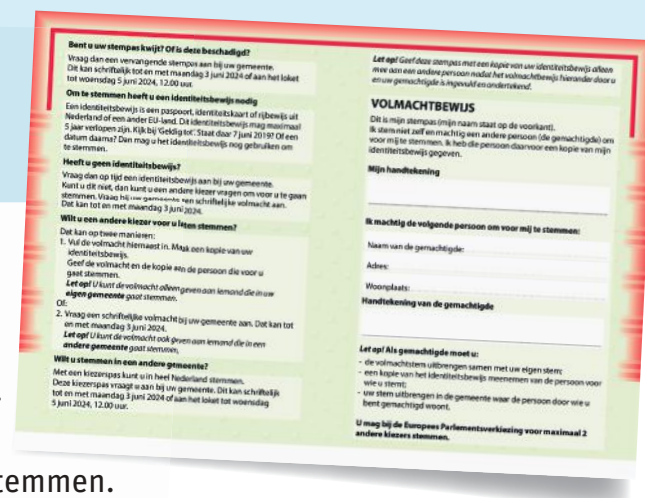 Bent u uw stempas kwijt? Of is deze beschadigd?
Vraag dan een vervangende stempas aan bij uw gemeente.
Dit kan schriftelijk tot en met maandag 3 juni 2024 of aan het loket
tot woensdag 5 juni 2024, 12.00 uur.
Om te stemmen heeft u een identiteitsbewijs nodig
Een identiteitsbewijs is een paspoort, identiteitskaart of rijbewijs uit
Nederland of een ander EU-land. Dit identiteitsbewijs mag maximaal
5 jaar verlopen zijn. Kijk bij 'Geldig tot'. Staat daar 7 juni 2019? Of een
datum daarna? Dan mag u het identiteitsbewijs nog gebruiken om
te stemmen.
Heeft u geen identiteitsbewijs?
Vraag dan op tijd een identiteitsbewijs aan bij uw gemeente.
Kunt u dit niet, dan kunt u een andere kiezer vragen om voor u te gaan
stemmen. Vraag bij uw gemeente een schriftelijke volmacht aan.
Dat kan tot en met maandag 3 juni 2024.
Wilt u een andere kiezer voor u laten stemmen?
Dat kan op twee manieren:
1. Vul de volmacht hiernaast in. Maak een kopie van uw
identiteitsbewijs.
Geef de volmacht en de kopie aan de persoon die voor u
gaat stemmen.
Let op! U kunt de volmacht alleen geven aan iemand die in uw
eigen gemeente gaat stemmen.
Of:
2. Vraag een schriftelijke volmacht bij uw gemeente aan. Dat kan tot
en met maandag 3 juni 2024.
Let op! U kunt de volmacht ook geven aan iemand die in een
andere gemeente gaat stemmen.
Wilt u stemmen in een andere gemeente?
Met een kiezerspas kunt u in heel Nederland stemmen.
Deze kiezerspas vraagt u aan bij uw gemeente. Dit kan schriftelijk
tot en met maandag 3 juni 2024 of aan het loket tot woensdag
5 juni 2024, 12.00 uur.
Let op! Geef deze stempas met een kopie van uw identiteitsbewijs alleen
mee aan een andere persoon nadat het volmachtbewijs hieronder door u
en uw gemachtigde is ingevuld en ondertekend.
VOLMACHTBEWIJS
Dit is mijn stempas (mijn naam staat op de voorkant).
Ik stem niet zelf en machtig een andere persoon (de gemachtigde) om
voor mij te stemmen. Ik heb die persoon daarvoor een kopie van mijn
identiteitsbewijs gegeven.
Mijn handtekening
Ik machtig de volgende persoon om voor mij te stemmen:
Naam van de gemachtigde:
Adres:
Woonplaats:
Handtekening van de gemachtigde
Let op! Als gemachtigde moet u:
- de volmachtstem uitbrengen samen met uw eigen stem;
- een kopie van het identiteitsbewijs meenemen van de persoon voor
wie u stemt;
- uw stem uitbrengen in de gemeente waar de persoon door wie u
bent gemachtigd woont.
U mag bij de Europees Parlementsverkiezing voor maximaal 2
andere kiezers stemmen.
stemmen.